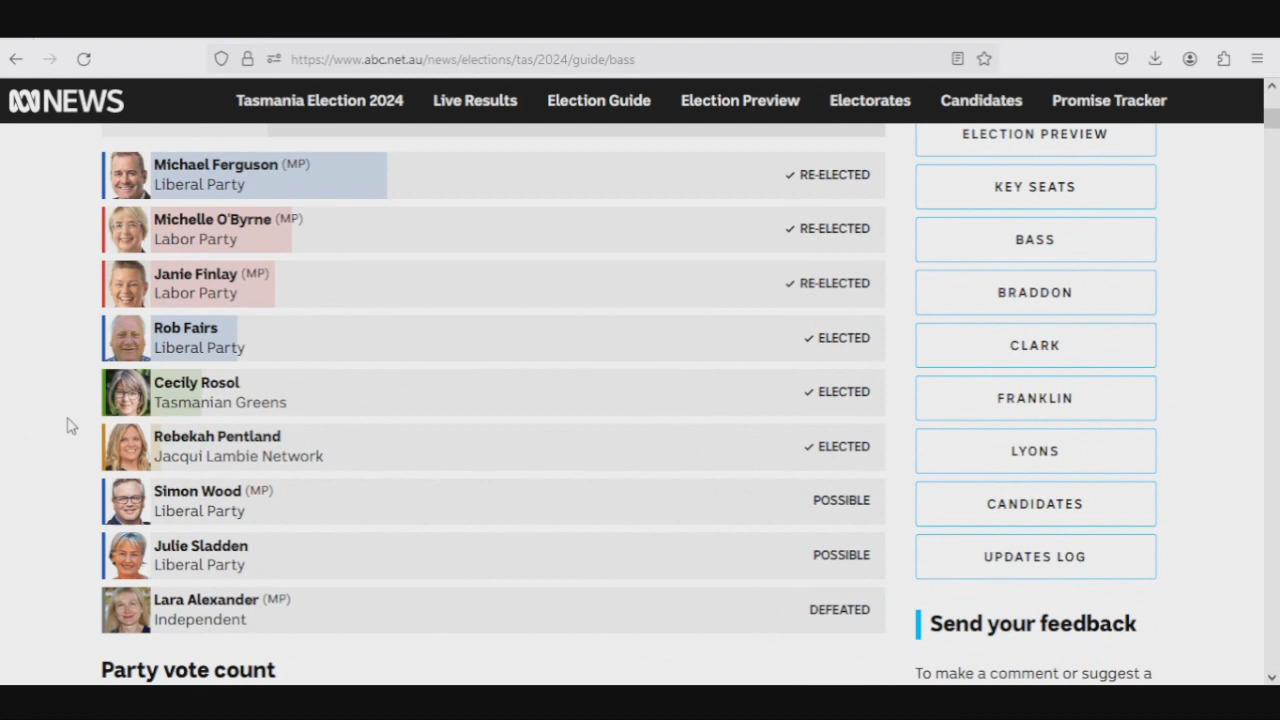 https://www.abc.net.au/news/elections/tas/2024/guide/bass
NEWS
Tasmania Election 2024
Live Results
Election Guide
Election Preview
Electorates
Candidates
Promise Tracker
Michael Ferguson (MP)
Liberal Party
RE-ELECTED
Michelle O'Byrne (MP)
Labor Party
RE-ELECTED
Janie Finlay (MP)
Labor Party
RE-ELECTED
Rob Fairs
Liberal Party
ELECTED
Cecily Rosol
Tasmanian Greens
ELECTED
Rebekah Pentland
Jacqui Lambie Network
ELECTED
Simon Wood (MP)
Liberal Party
POSSIBLE
Julie Sladden
Liberal Party
POSSIBLE
Lara Alexander (MP)
Independent
DEFEATED
Party vote count
ELECTION PREVIEW
KEY SEATS
BASS
BRADDON
CLARK
FRANKLIN
LYONS
CANDIDATES
UPDATES LOG
Send your feedback
To make a comment or suggest a